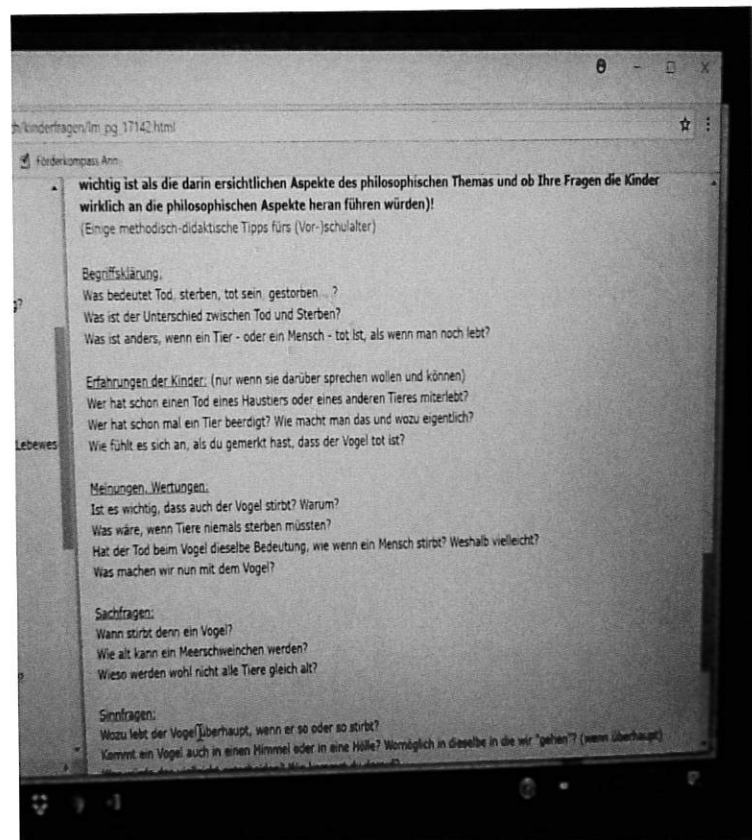 h/kinderfragen/lm_pg_17142.html
Förderkompass Ann
wichtig ist als die darin ersichtlichen Aspekte des philosophischen Themas und ob Ihre Fragen die Kinder
wirklich an die philosophischen Aspekte heran führen würden)!
(Einige methodisch-didaktische Tipps fürs (Vor-)schulalter)
Begriffsklärung:
Was bedeutet Tod, sterben, tot sein, gestorben ... ?
g?
Was ist der Unterschied zwischen Tod und Sterben?
Was ist anders, wenn ein Tier - oder ein Mensch - tot ist, als wenn man noch lebt?
Erfahrungen der Kinder: (nur wenn sie darüber sprechen wollen und können)
Wer hat schon einen Tod eines Haustiers oder eines anderen Tieres miterlebt?
Wer hat schon mal ein Tier beerdigt? Wie macht man das und wozu eigentlich?
Lebewes
Wie fühlt es sich an, als du gemerkt hast, dass der Vogel tot ist?
Meinungen, Wertungen:
Ist es wichtig, dass auch der Vogel stirbt? Warum?
Was wäre, wenn Tiere niemals sterben müssten?
Hat der Tod beim Vogel dieselbe Bedeutung, wie wenn ein Mensch stirbt? Weshalb vielleicht?
Was machen wir nun mit dem Vogel?
Sachfragen:
Wann stirbt denn ein Vogel?
Wie alt kann ein Meerschweinchen werden?
Wieso werden wohl nicht alle Tiere gleich alt?
Sinnfragen:
Wozu lebt der Vogel überhaupt, wenn er so oder so stirbt?
Kommt ein Vogel auch in einen Himmel oder in eine Hölle? Womöglich in dieselbe in die wir "gehen"? (wenn überhaupt)